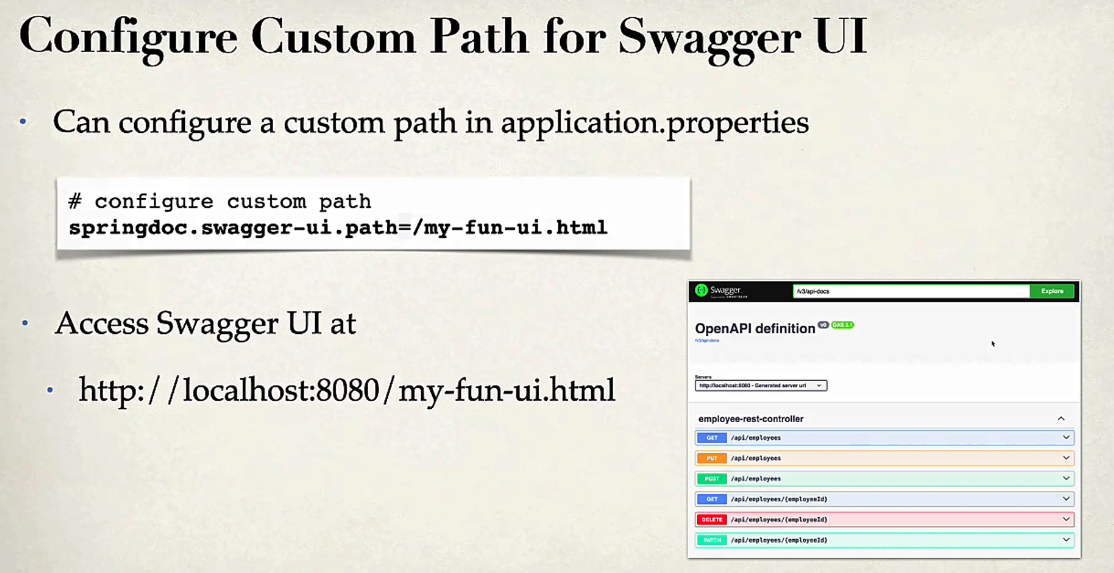 Configure Custom Path for Swagger UI
• Can configure a custom path in application.properties
# configure custom path
springdoc.swagger-ui.path=/my-fun-ui.html
• Access Swagger UI at
• http://localhost:8080/my-fun-ui.html
Swagger
/v3/api-docs
Explore
OpenAPI definition v0 OAS 3.1
/v3/api-docs
Servers
http://localhost:8080 - Generated server url
employee-rest-controller
GET /api/employees
PUT /api/employees
POST /api/employees
GET /api/employees/{employeeId}
DELETE /api/employees/{employeeId}
PATCH /api/employees/{employeeId}